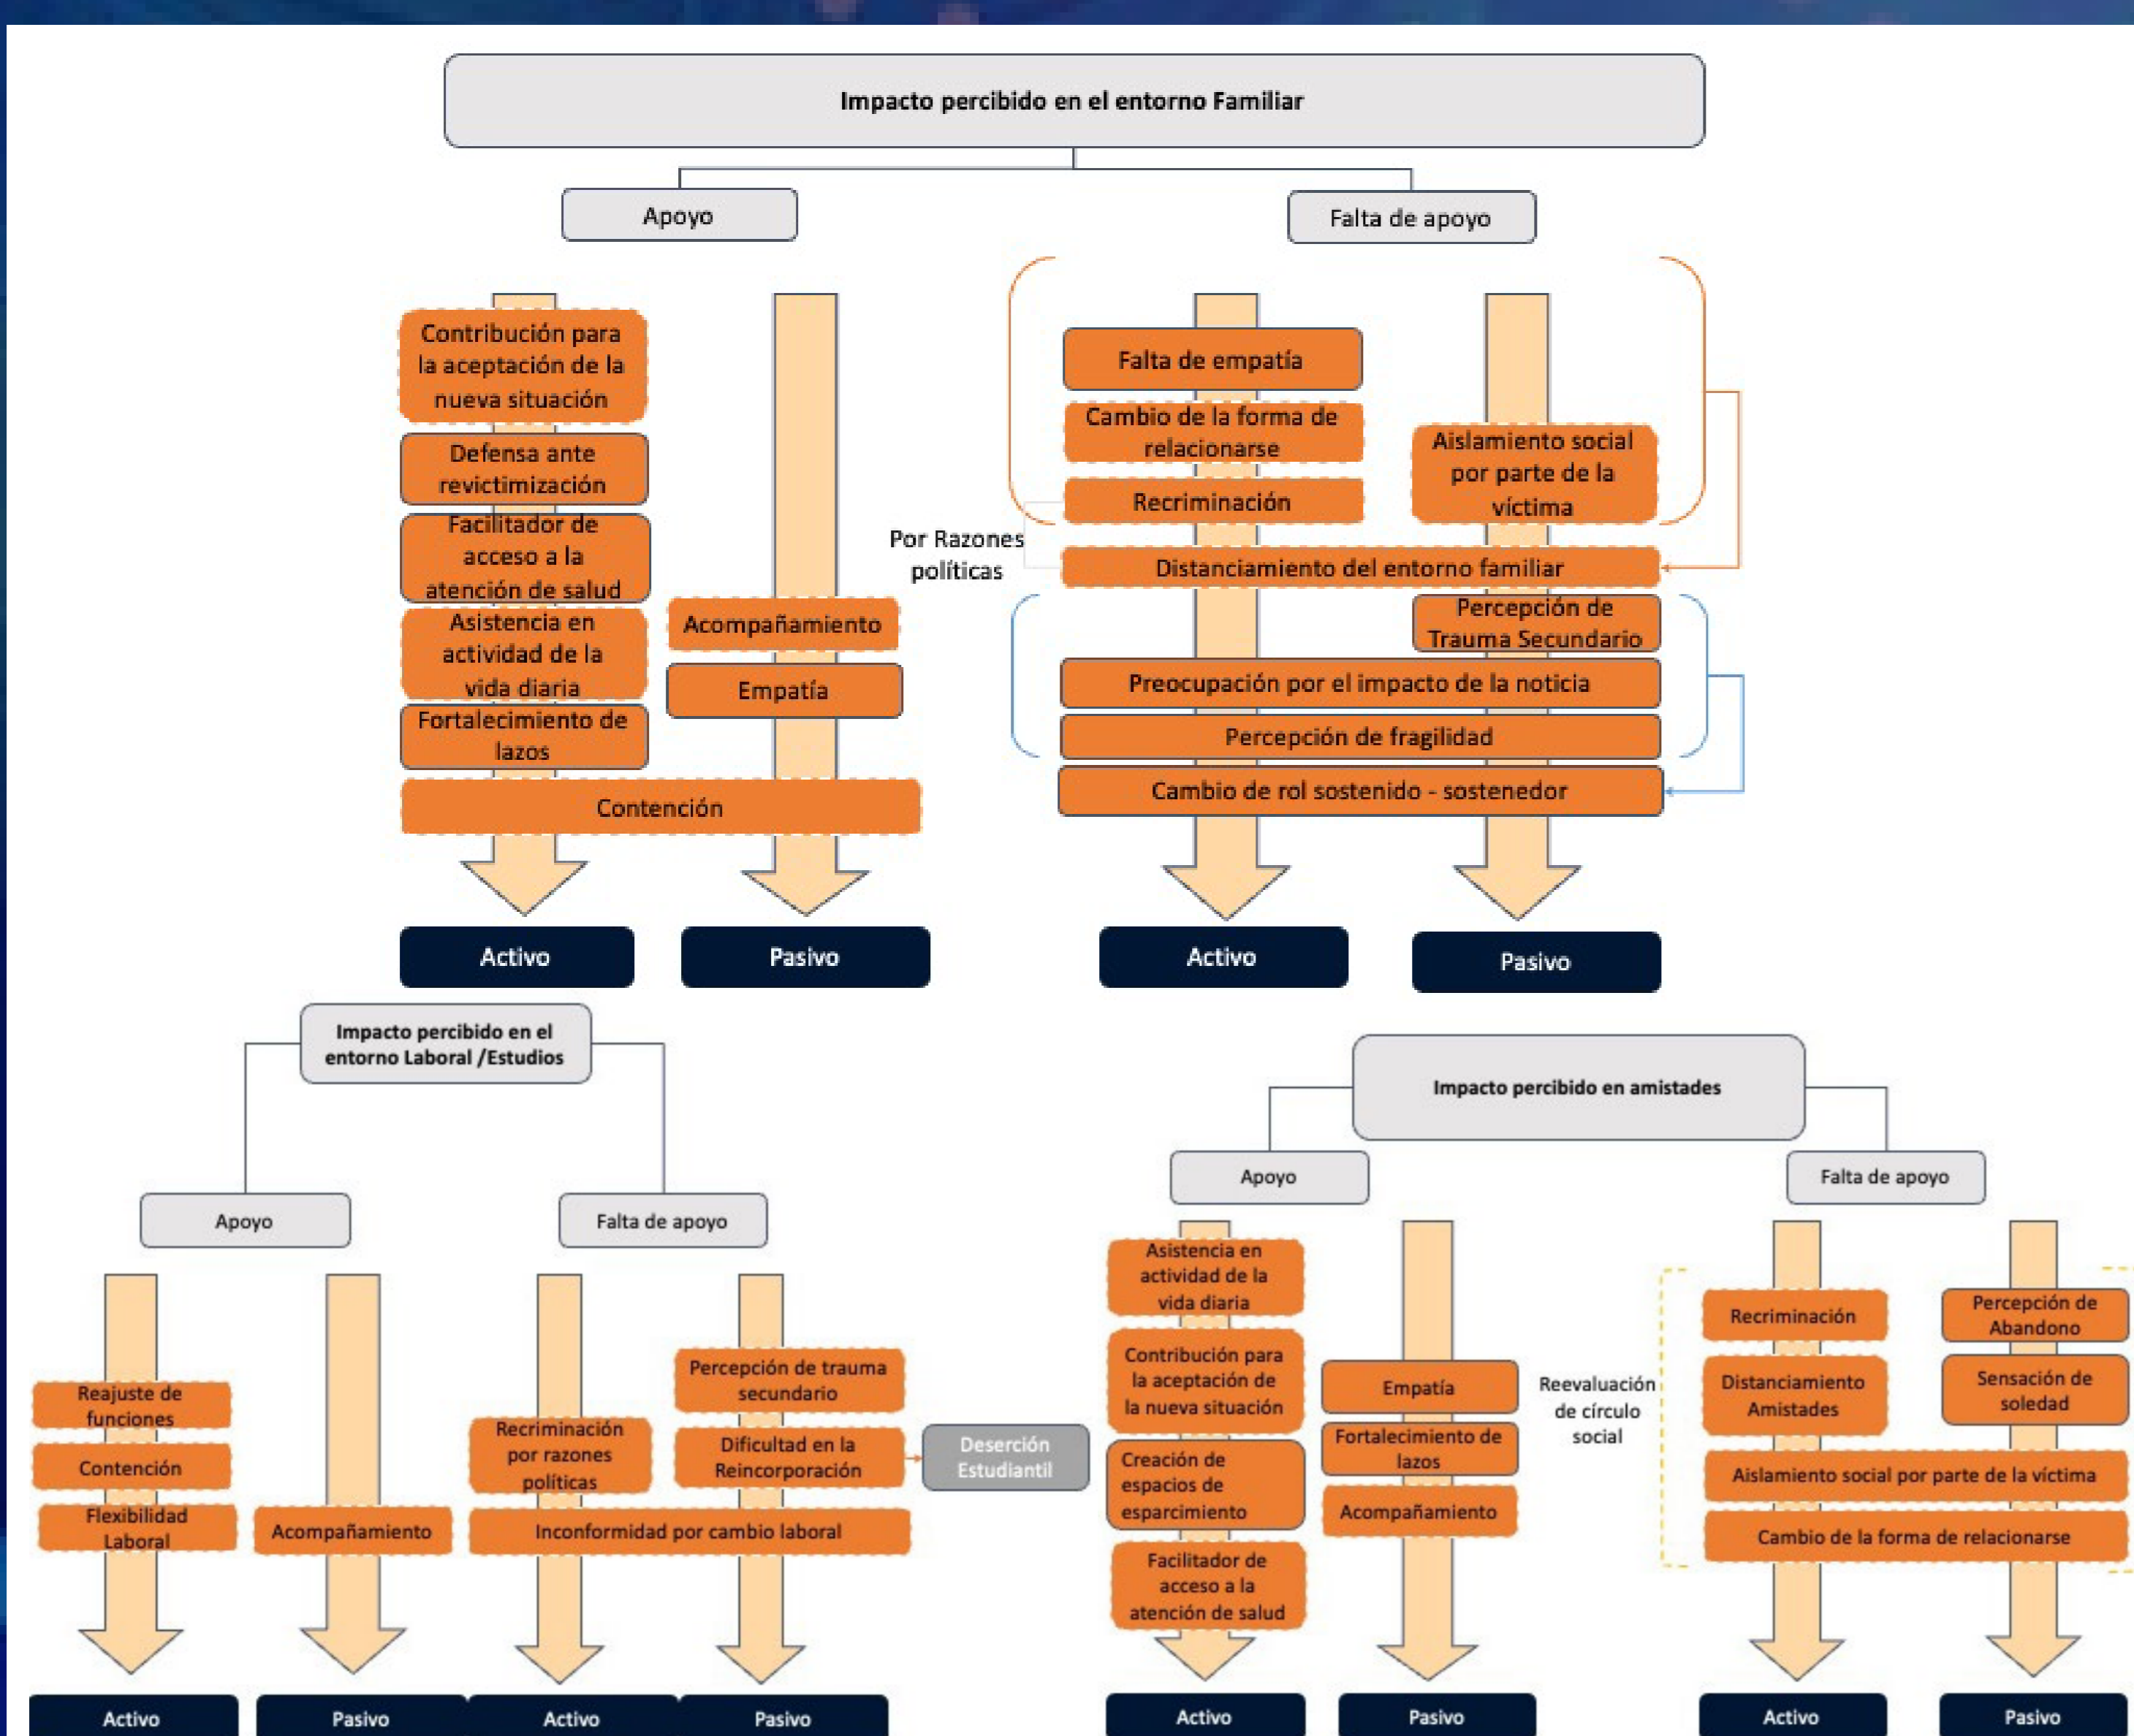 Impacto percibido en el entorno Familiar
Apoyo
Falta de apoyo
Contribución para
la aceptación de la
nueva situación
Defensa ante
revictimización
Facilitador de
acceso a la
atención de salud
Asistencia en
actividad de la
vida diaria
Fortalecimiento de
lazos
Acompañamiento
Empatía
Contención
Falta de empatía
Cambio de la forma de
relacionarse
Recriminación
Aislamiento social
por parte de la
víctima
Por Razones
políticas
Distanciamiento del entorno familiar
Percepción de
Trauma Secundario
Preocupación por el impacto de la noticia
Percepción de fragilidad
Cambio de rol sostenido - sostenedor
Activo
Pasivo
Activo
Pasivo
Impacto percibido en el
entorno Laboral /Estudios
Apoyo
Falta de apoyo
Reajuste de
funciones
Contención
Flexibilidad
Laboral
Acompañamiento
Recriminación
por razones
políticas
Percepción de trauma
secundario
Dificultad en la
Reincorporación
Deserción
Estudiantil
Inconformidad por cambio laboral
Activo
Pasivo
Activo
Pasivo
Impacto percibido en amistades
Apoyo
Falta de apoyo
Asistencia en
actividad de la
vida diaria
Contribución para
la aceptación de
la nueva situación
Creación de
espacios de
esparcimiento
Facilitador de
acceso a la
atención de salud
Empatía
Fortalecimiento de
lazos
Acompañamiento
Reevaluación
de círculo
social
Recriminación
Distanciamiento
Amistades
Percepción de
Abandono
Sensación de
soledad
Aislamiento social por parte de la víctima
Cambio de la forma de relacionarse
Activo
Pasivo
Activo
Pasivo